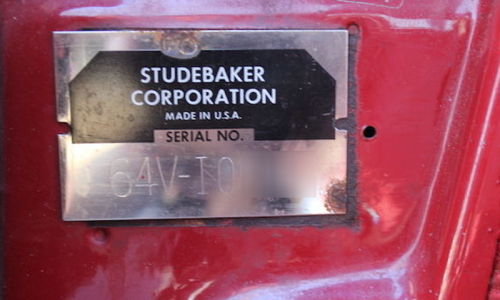 STUDEBAKER
CORPORATION
MADE IN U.S.A.
SERIAL NO.
64V-I0